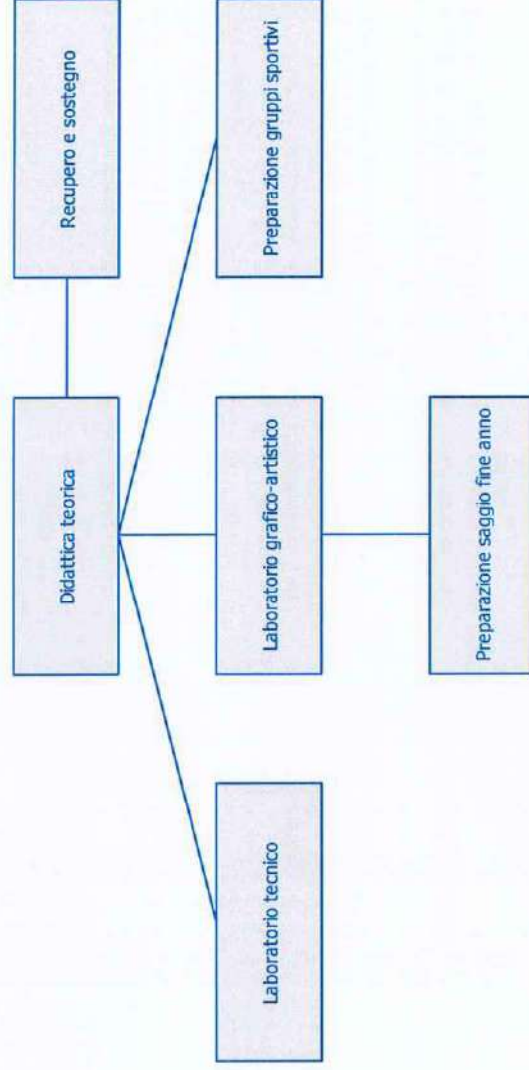 Didattica teorica
Recupero e sostegno
Laboratorio tecnico
Laboratorio grafico-artistico
Preparazione gruppi sportivi
Preparazione saggio fine anno